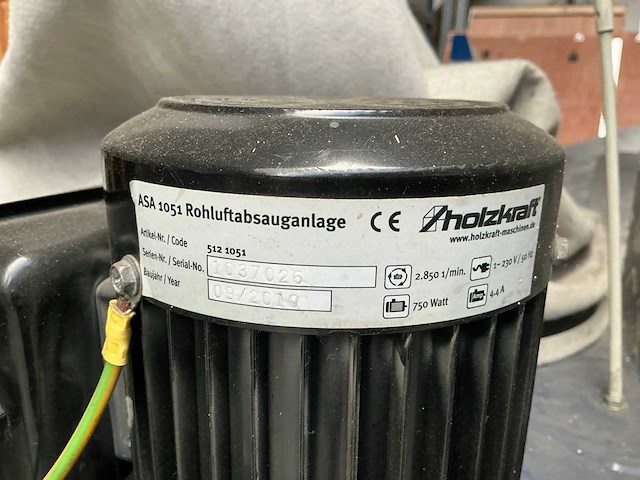 ASA 1051 Rohluftabsauganlage CE holzkraft
www.holzkraft-maschinen.de
Artikel-Nr. / Code 512 1051
Serien-Nr. / Serial-No. 1037026
Baujahr / Year 09/2019
2.850 1/min. 1~ 230 V / 50 Hz
750 Watt 4.4 A